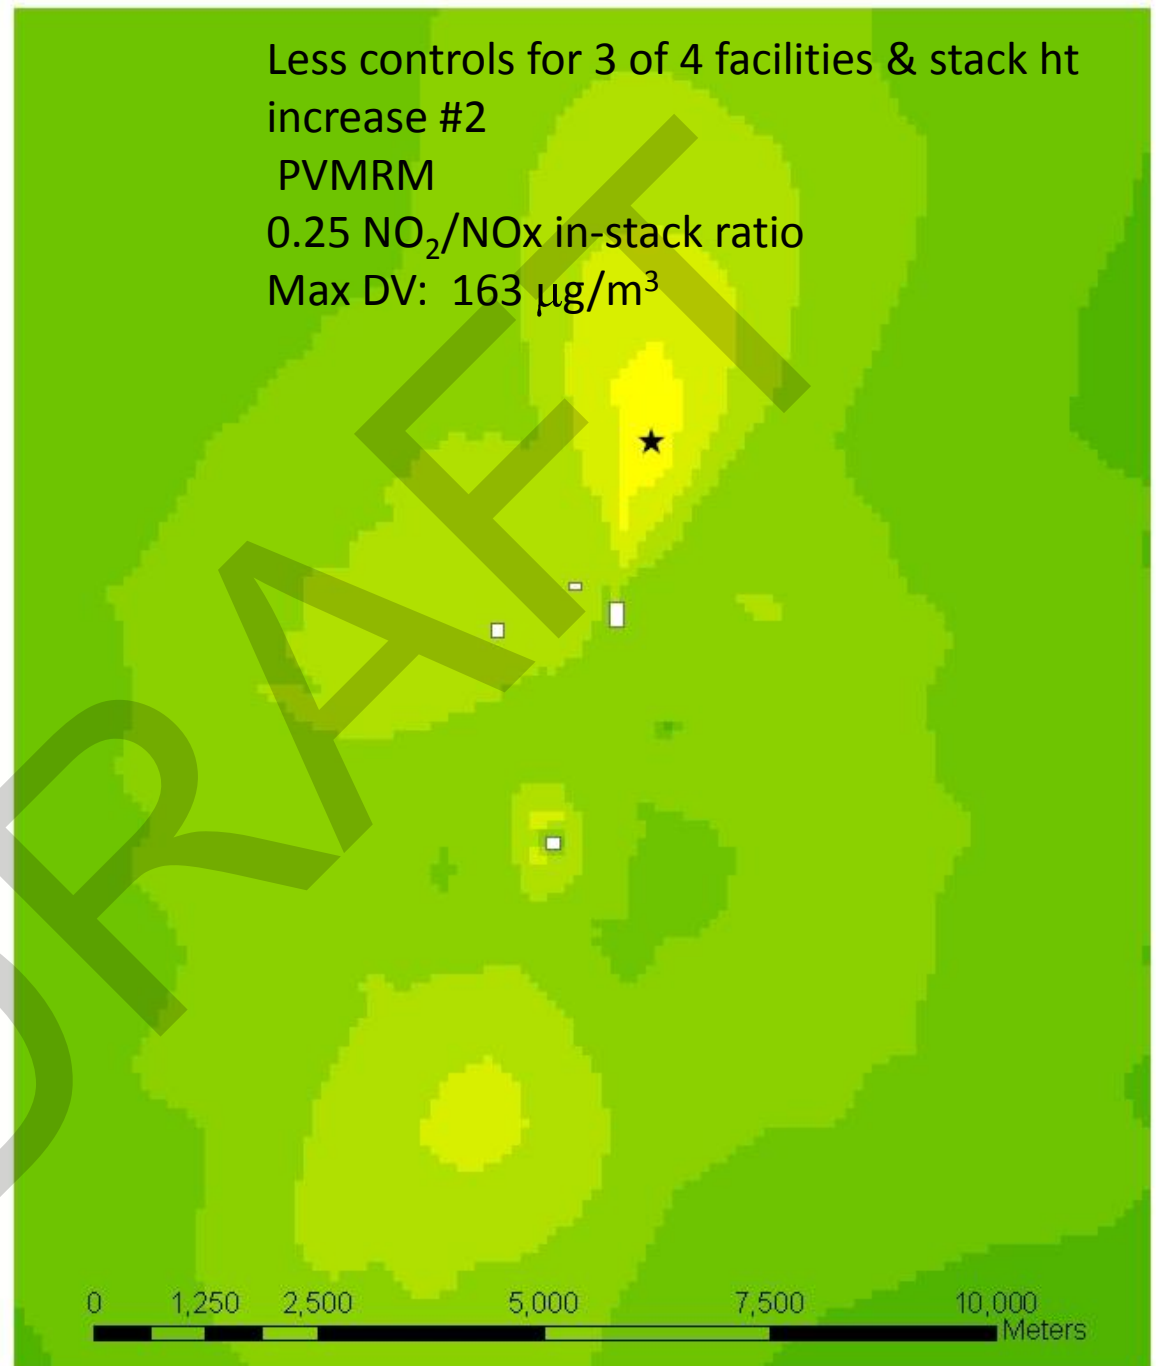 Less controls for 3 of 4 facilities & stack ht
increase #2
PVMRM
0.25 NO₂/NOx in-stack ratio
Max DV: 163 μg/m³
DRAFT
0 1,250 2,500 5,000 7,500 10,000
Meters